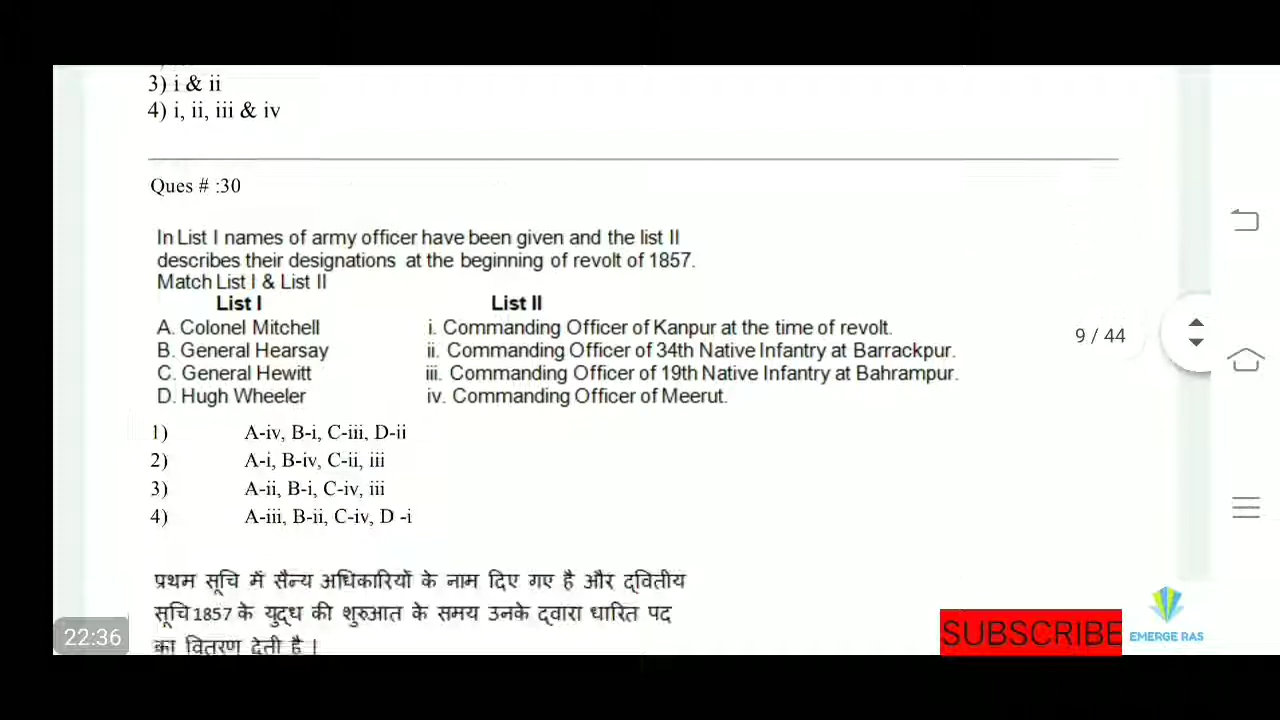 3) i & ii
4) i, ii, iii & iv
Ques # :30
In List I names of army officer have been given and the list II
describes their designations at the beginning of revolt of 1857.
Match List I & List II
List I List II
A. Colonel Mitchell i. Commanding Officer of Kanpur at the time of revolt.
B. General Hearsay ii. Commanding Officer of 34th Native Infantry at Barrackpur.
C. General Hewitt iii. Commanding Officer of 19th Native Infantry at Bahrampur.
D. Hugh Wheeler iv. Commanding Officer of Meerut.
1) A-iv, B-i, C-iii, D-ii
2) A-i, B-iv, C-ii, iii
3) A-ii, B-i, C-iv, iii
4) A-iii, B-ii, C-iv, D -i
प्रथम सूचि में सैन्य अधिकारियों के नाम दिए गए है और द्वितीय
सूचि 1857 के युद्ध की शुरुआत के समय उनके द्वारा धारित पद
का वितरण देती है |
9 / 44
22:36
SUBSCRIBE
EMERGE RAS